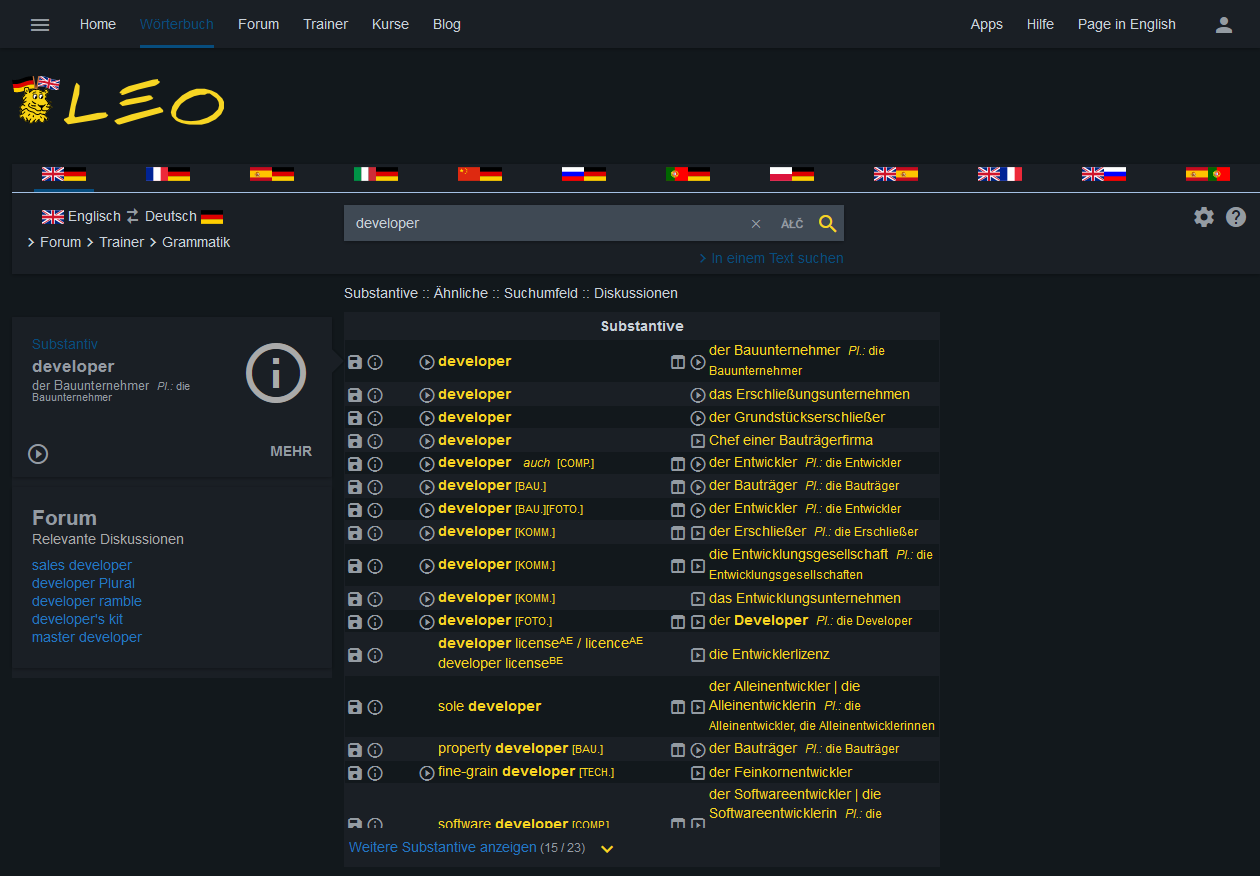 Home Wörterbuch Forum Trainer Kurse Blog Apps Hilfe Page in English
LEO
Englisch Deutsch
Forum Trainer Grammatik
developer ÄŁČ
In einem Text suchen
Substantive :: Ähnliche :: Suchumfeld :: Diskussionen
Substantiv
developer
der Bauunternehmer Pl.: die
Bauunternehmer
MEHR
Forum
Relevante Diskussionen
sales developer
developer Plural
developer ramble
developer's kit
master developer
Substantive
developer der Bauunternehmer Pl.: die
Bauunternehmer
developer das Erschließungsunternehmen
developer der Grundstückserschließer
developer Chef einer Bauträgerfirma
developer auch [COMP.] der Entwickler Pl.: die Entwickler
developer [BAU.] der Bauträger Pl.: die Bauträger
developer [BAU.][FOTO.] der Entwickler Pl.: die Entwickler
developer [KOMM.] der Erschließer Pl.: die Erschließer
developer [KOMM.] die Entwicklungsgesellschaft Pl.: die
Entwicklungsgesellschaften
developer [KOMM.] das Entwicklungsunternehmen
developer [FOTO.] der Developer Pl.: die Developer
developer licenseAE / licenceAE
developer licenseBE die Entwicklerlizenz
sole developer der Alleinentwickler | die
Alleinentwicklerin Pl.: die
Alleinentwickler, die Alleinentwicklerinnen
property developer [BAU.] der Bauträger Pl.: die Bauträger
fine-grain developer [TECH.] der Feinkornentwickler
software developer [COMP.] der Softwareentwickler | die
Softwareentwicklerin Pl.: die
Weitere Substantive anzeigen (15 / 23)